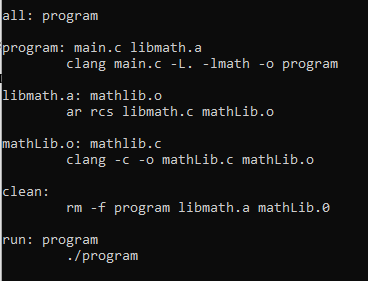 all: program
program: main.c libmath.a
clang main.c -L. -lmath -o program
libmath.a: mathlib.o
ar rcs libmath.c mathLib.o
mathLib.o: mathlib.c
clang -c -o mathLib.c mathLib.o
clean:
rm -f program libmath.a mathLib.0
run: program
./program